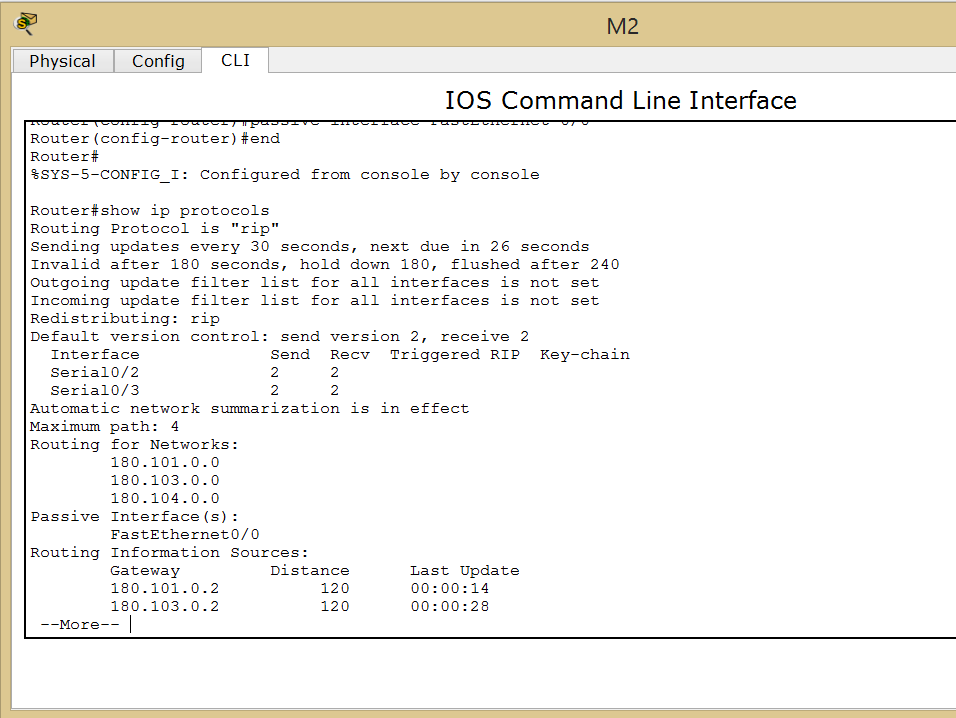 M2
Physical Config CLI
IOS Command Line Interface
Router(config-router)#passive-interface FastEthernet 0/0
Router(config-router)#end
Router#
%SYS-5-CONFIG_I: Configured from console by console
Router#show ip protocols
Routing Protocol is "rip"
Sending updates every 30 seconds, next due in 26 seconds
Invalid after 180 seconds, hold down 180, flushed after 240
Outgoing update filter list for all interfaces is not set
Incoming update filter list for all interfaces is not set
Redistributing: rip
Default version control: send version 2, receive 2
Interface Send Recv Triggered RIP Key-chain
Serial0/2 2 2
Serial0/3 2 2
Automatic network summarization is in effect
Maximum path: 4
Routing for Networks:
180.101.0.0
180.103.0.0
180.104.0.0
Passive Interface(s):
FastEthernet0/0
Routing Information Sources:
Gateway Distance Last Update
180.101.0.2 120 00:00:14
180.103.0.2 120 00:00:28
--More--